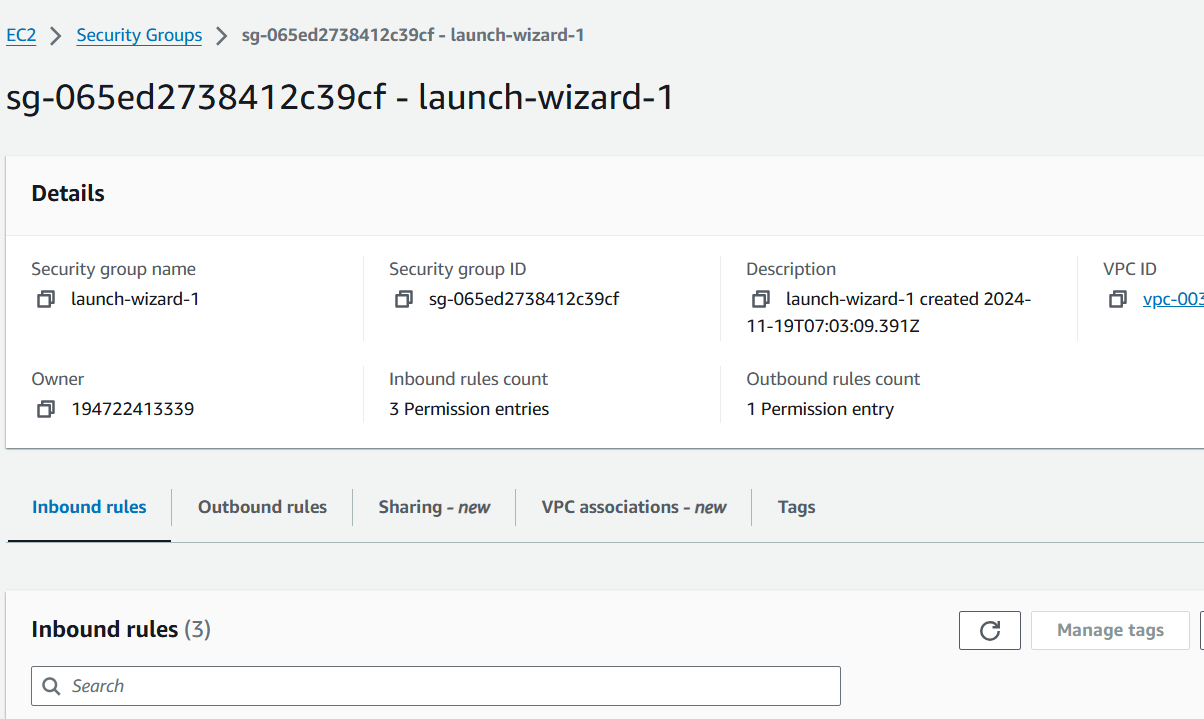 EC2 > Security Groups > sg-065ed2738412c39cf - launch-wizard-1
sg-065ed2738412c39cf - launch-wizard-1
Details
Security group name
launch-wizard-1
Security group ID
sg-065ed2738412c39cf
Description
launch-wizard-1 created 2024-
11-19T07:03:09.391Z
VPC ID
vpc-003
Owner
194722413339
Inbound rules count
3 Permission entries
Outbound rules count
1 Permission entry
Inbound rules
Outbound rules
Sharing - new
VPC associations - new
Tags
Inbound rules (3)
Manage tags
Search